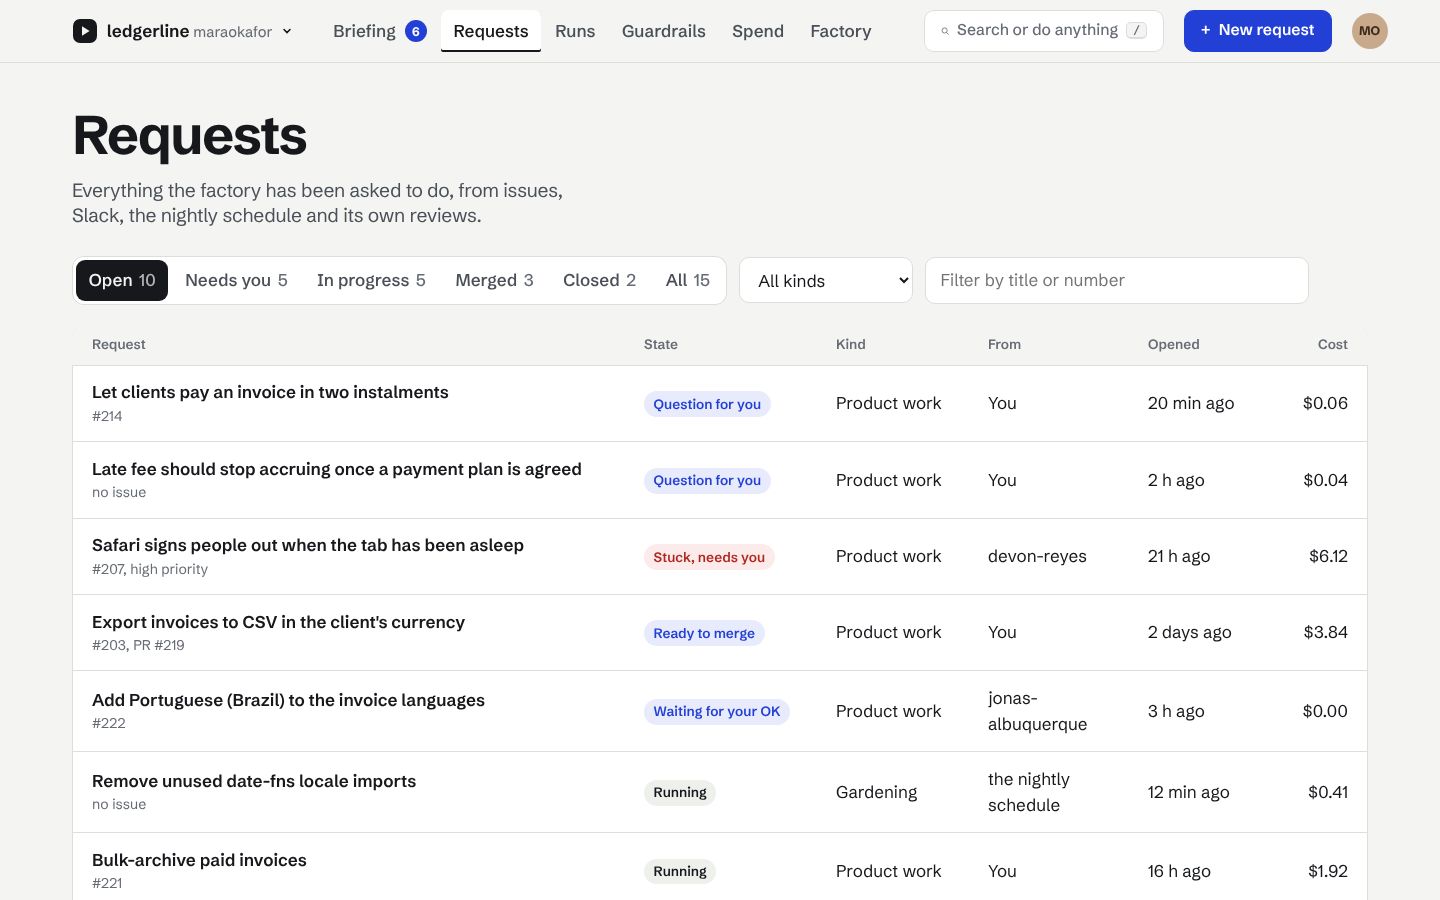 ledgerline maraokafor
Briefing 6
Requests
Runs
Guardrails
Spend
Factory
Search or do anything /
+ New request
MO
Requests
Everything the factory has been asked to do, from issues,
Slack, the nightly schedule and its own reviews.
Open 10
Needs you 5
In progress 5
Merged 3
Closed 2
All 15
All kinds
Filter by title or number
Request State Kind From Opened Cost
Let clients pay an invoice in two instalments
#214
Question for you
Product work
You
20 min ago
$0.06
Late fee should stop accruing once a payment plan is agreed
no issue
Question for you
Product work
You
2 h ago
$0.04
Safari signs people out when the tab has been asleep
#207, high priority
Stuck, needs you
Product work
devon-reyes
21 h ago
$6.12
Export invoices to CSV in the client's currency
#203, PR #219
Ready to merge
Product work
You
2 days ago
$3.84
Add Portuguese (Brazil) to the invoice languages
#222
Waiting for your OK
Product work
jonas-
albuquerque
3 h ago
$0.00
Remove unused date-fns locale imports
no issue
Running
Gardening
the nightly
schedule
12 min ago
$0.41
Bulk-archive paid invoices
#221
Running
Product work
You
16 h ago
$1.92